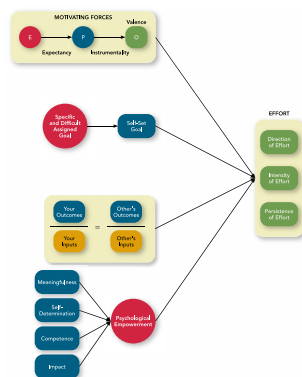 MOTIVATING FORCES
Valence
E
P
O
Expectancy
Instrumentality
Specific
and Difficult
Assigned
Goal
Self-Set
Goal
EFFORT
Direction
of Effort
Intensity
of Effort
Persistence
of Effort
Your
Outcomes
=
Other's
Outcomes
Your
Inputs
Other's
Inputs
Meaningfulness
Self-
Determination
Competence
Impact
Psychological
Empowerment